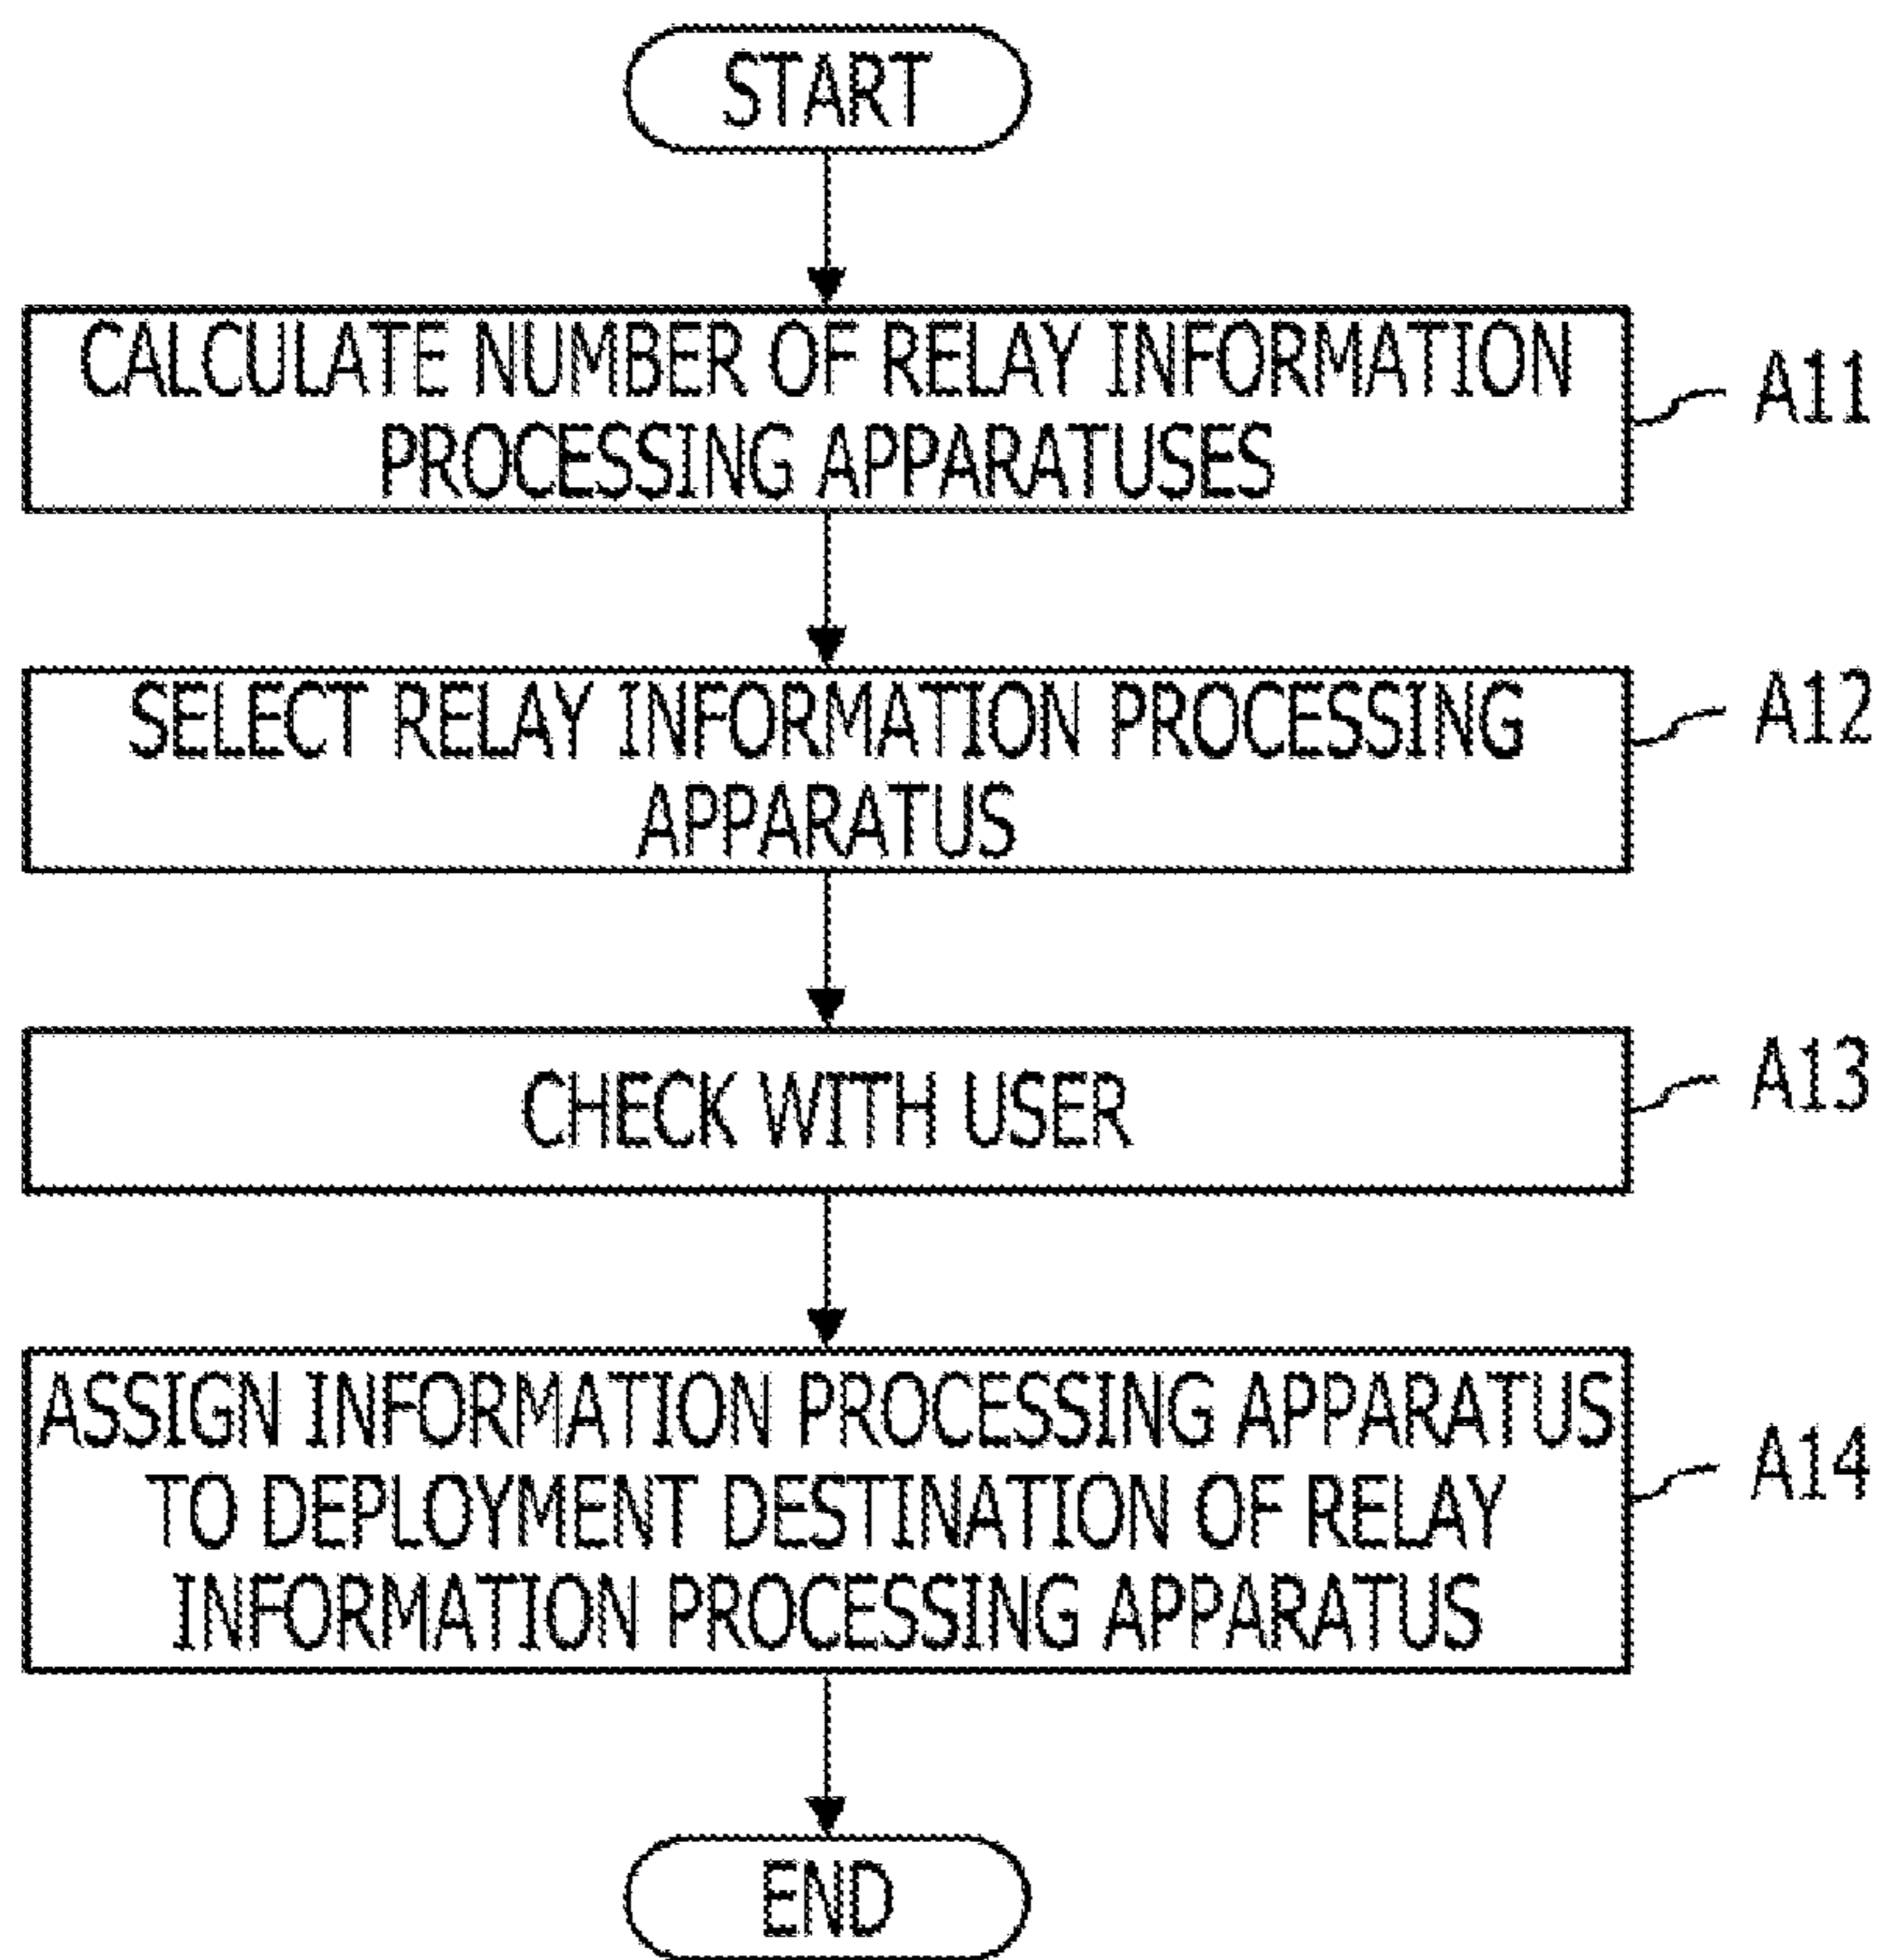 START
CALCULATE NUMBER OF RELAY INFORMATION
PROCESSING APPARATUSES
A11
SELECT RELAY INFORMATION PROCESSING
APPARATUS
A12
CHECK WITH USER
A13
ASSIGN INFORMATION PROCESSING APPARATUS
TO DEPLOYMENT DESTINATION OF RELAY
INFORMATION PROCESSING APPARATUS
A14
END